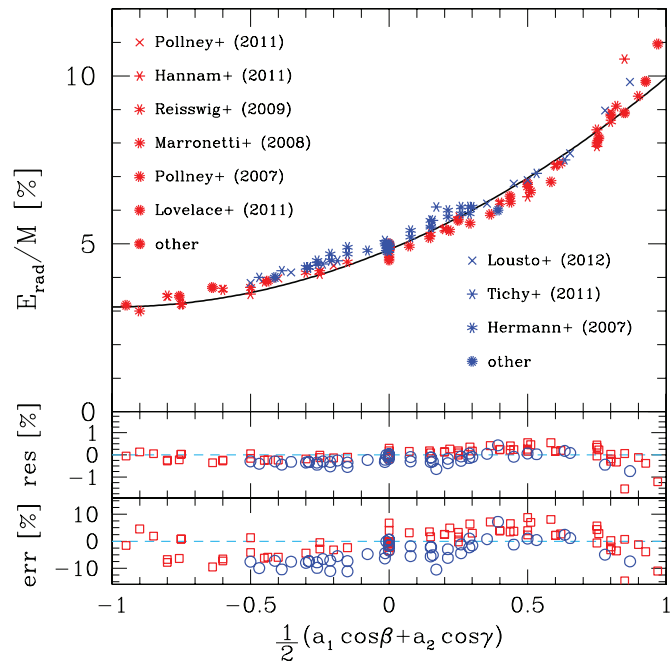 Pollney+ (2011)
Hannam+ (2011)
Reisswig+ (2009)
Marronetti+ (2008)
Pollney+ (2007)
Lovelace+ (2011)
other
Lousto+ (2012)
Tichy+ (2011)
Hermann+ (2007)
other
E_rad/M [%]
10
5
0
res [%]
1
0
−1
err [%]
10
0
−10
−1
−0.5
0
0.5
1
1/2 (a₁ cosβ+a₂ cosγ)